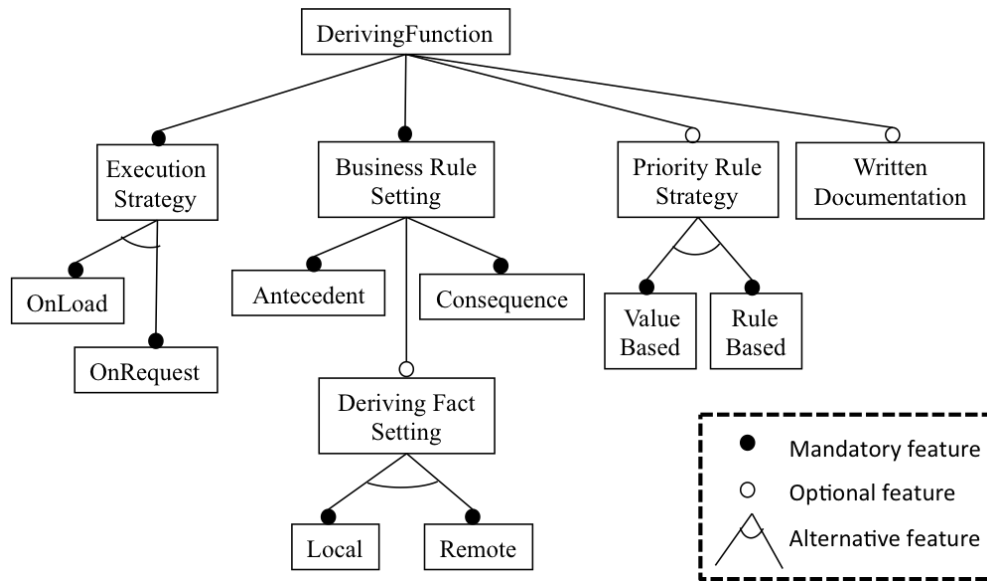 DerivingFunction
Execution
Strategy
Business Rule
Setting
Priority Rule
Strategy
Written
Documentation
OnLoad
Antecedent
Consequence
Value
Based
Rule
Based
OnRequest
Deriving Fact
Setting
Local
Remote
Mandatory feature
Optional feature
Alternative feature